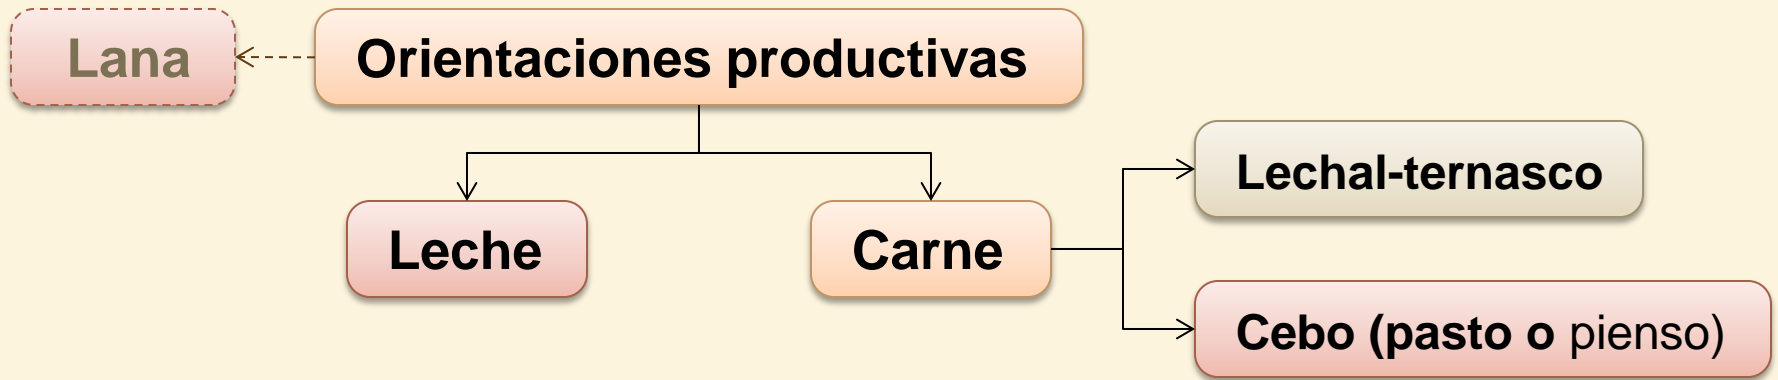 Lana
Orientaciones productivas
Leche
Carne
Lechal-ternasco
Cebo (pasto o pienso)